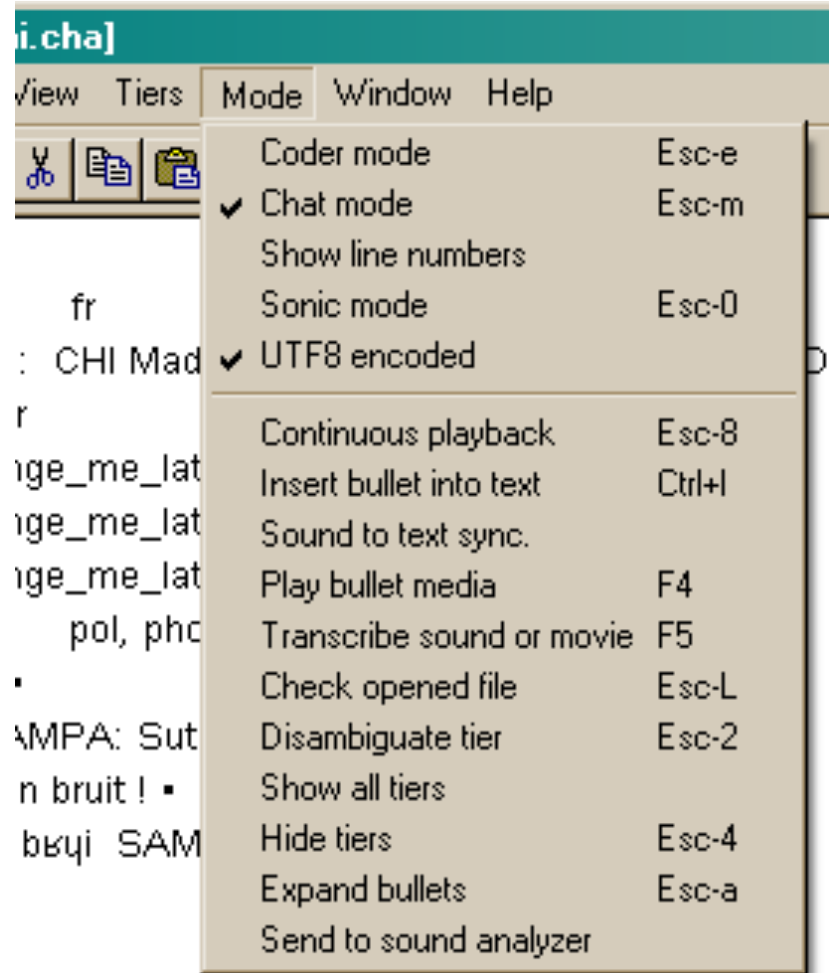 i.cha]
View Tiers Mode Window Help
Coder mode Esc-e
Chat mode Esc-m
Show line numbers
fr
Sonic mode Esc-0
: CHI Mad
UTF8 encoded
D
r
Continuous playback Esc-8
nge_me_lat
Insert bullet into text Ctrl+I
nge_me_lat
Sound to text sync.
nge_me_lat
Play bullet media F4
pol, pho
Transcribe sound or movie F5
Check opened file Esc-L
AMPA: Sut
Disambiguate tier Esc-2
n bruit ! ▪
Show all tiers
bʁɥi SAM
Hide tiers Esc-4
Expand bullets Esc-a
Send to sound analyzer